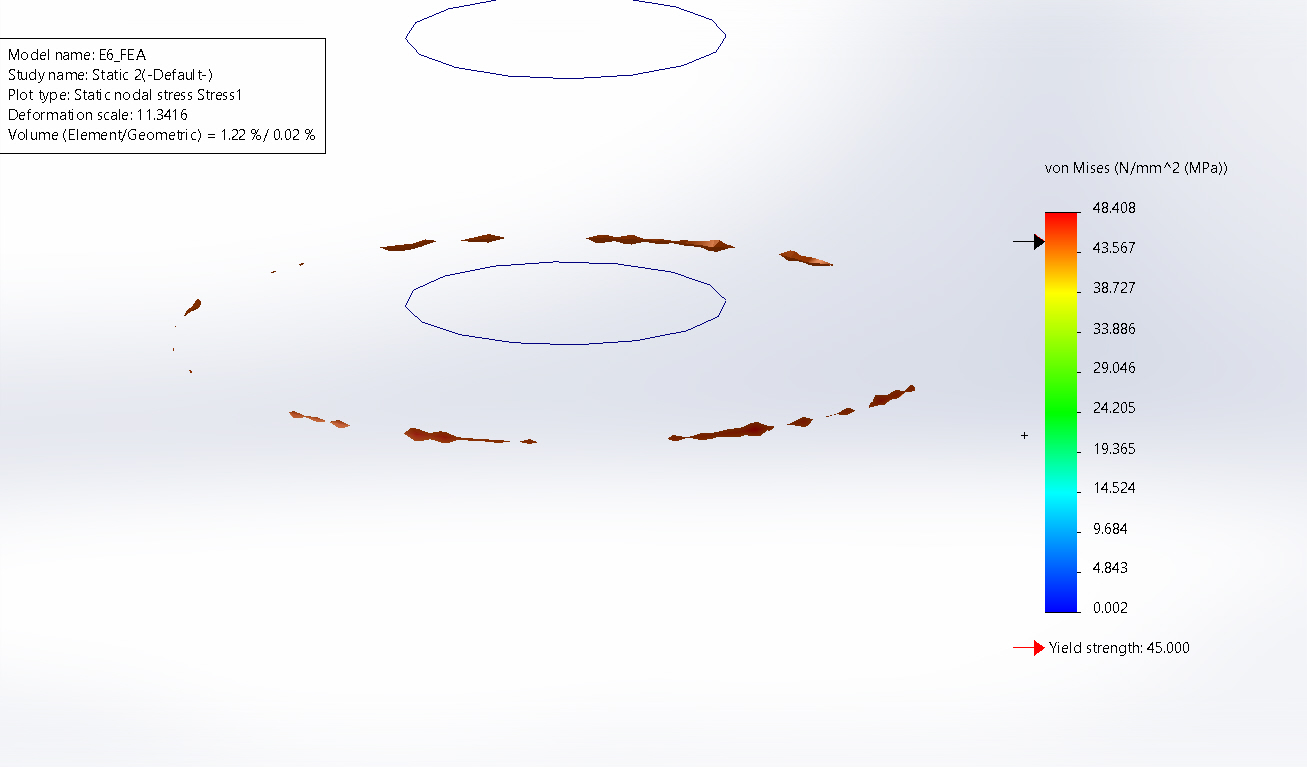 Model name: E6_FEA
Study name: Static 2(-Default-)
Plot type: Static nodal stress Stress1
Deformation scale: 11.3416
Volume (Element/Geometric) = 1.22 %/ 0.02 %
von Mises (N/mm^2 (MPa))
48.408
43.567
38.727
33.886
29.046
24.205
19.365
14.524
9.684
4.843
0.002
Yield strength: 45.000